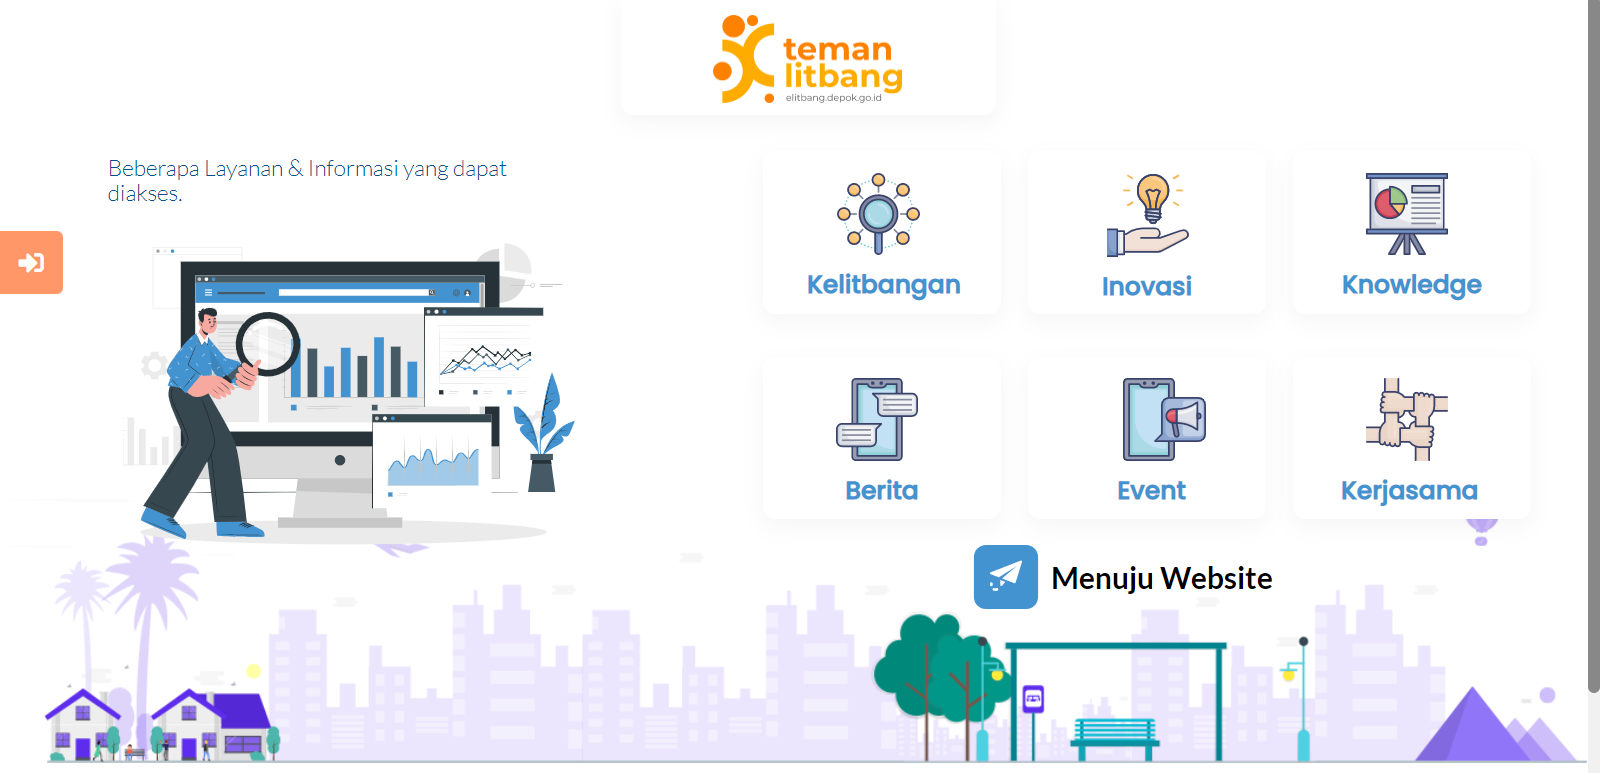 teman
litbang
elitbang.depok.go.id
Beberapa Layanan & Informasi yang dapat
diakses.
Kelitbangan
Inovasi
Knowledge
Berita
Event
Kerjasama
Menuju Website